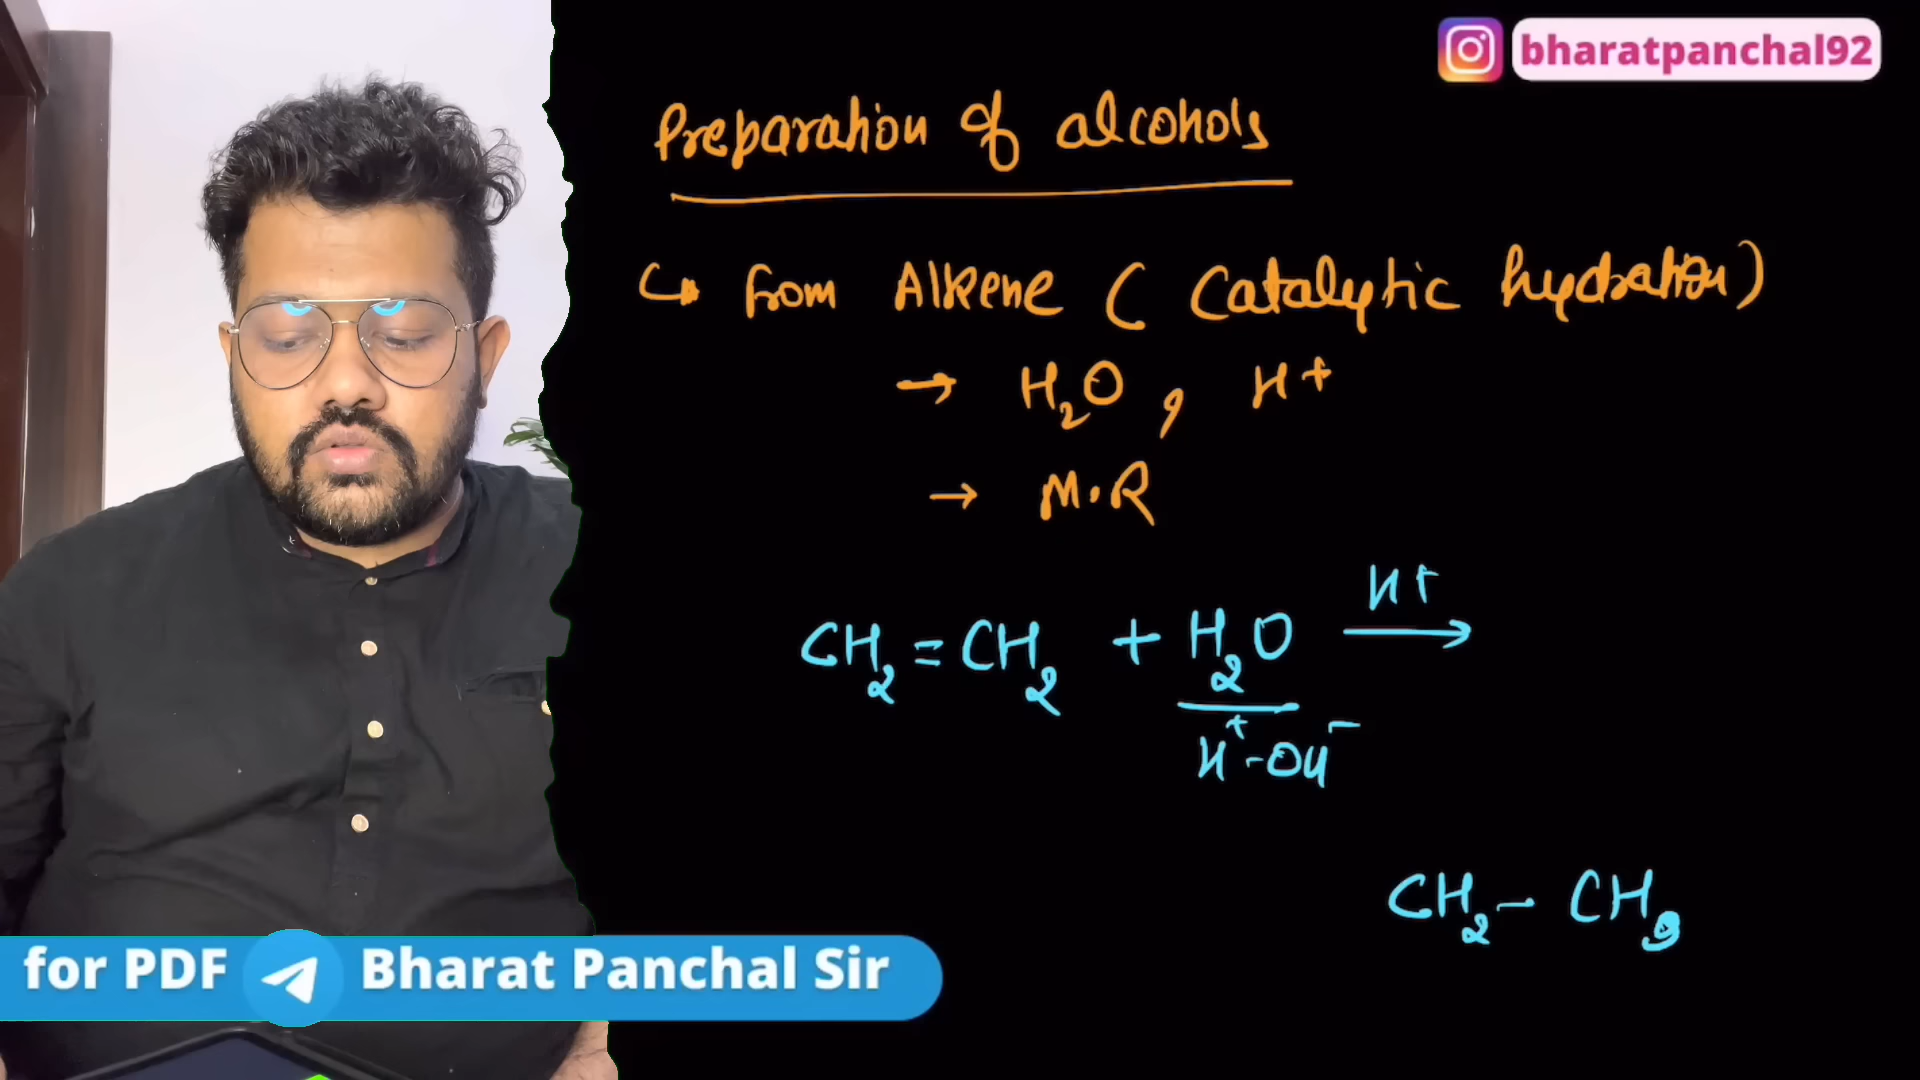 bharatpanchal92
Preparation of alcohols
↳ from Alkene ( Catalytic hydration)
→ H₂O, H+
→ M.R
H+
CH₂=CH₂ + H₂O →
H⁺-OH⁻
CH₂- CH₃
for PDF Bharat Panchal Sir